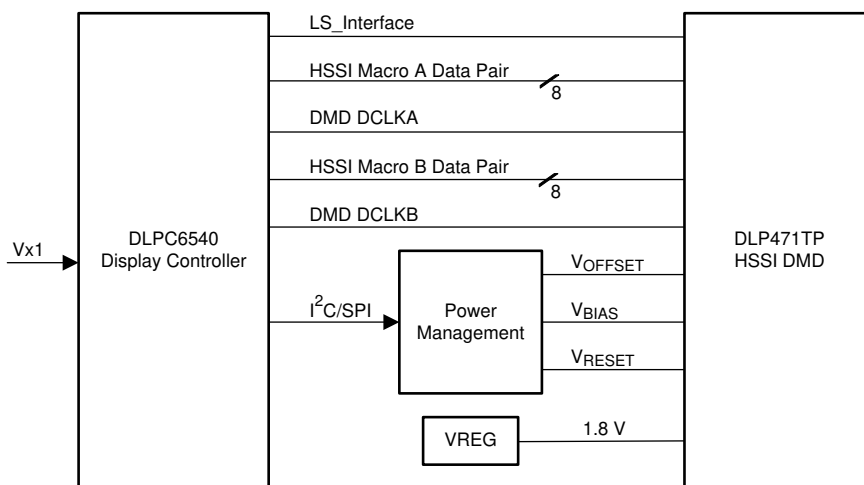 LS_Interface
HSSI Macro A Data Pair
8
DMD DCLKA
HSSI Macro B Data Pair
8
DMD DCLKB
Vx1
DLPC6540
Display Controller
DLP471TP
HSSI DMD
I²C/SPI
Power
Management
VOFFSET
VBIAS
VRESET
VREG
1.8 V